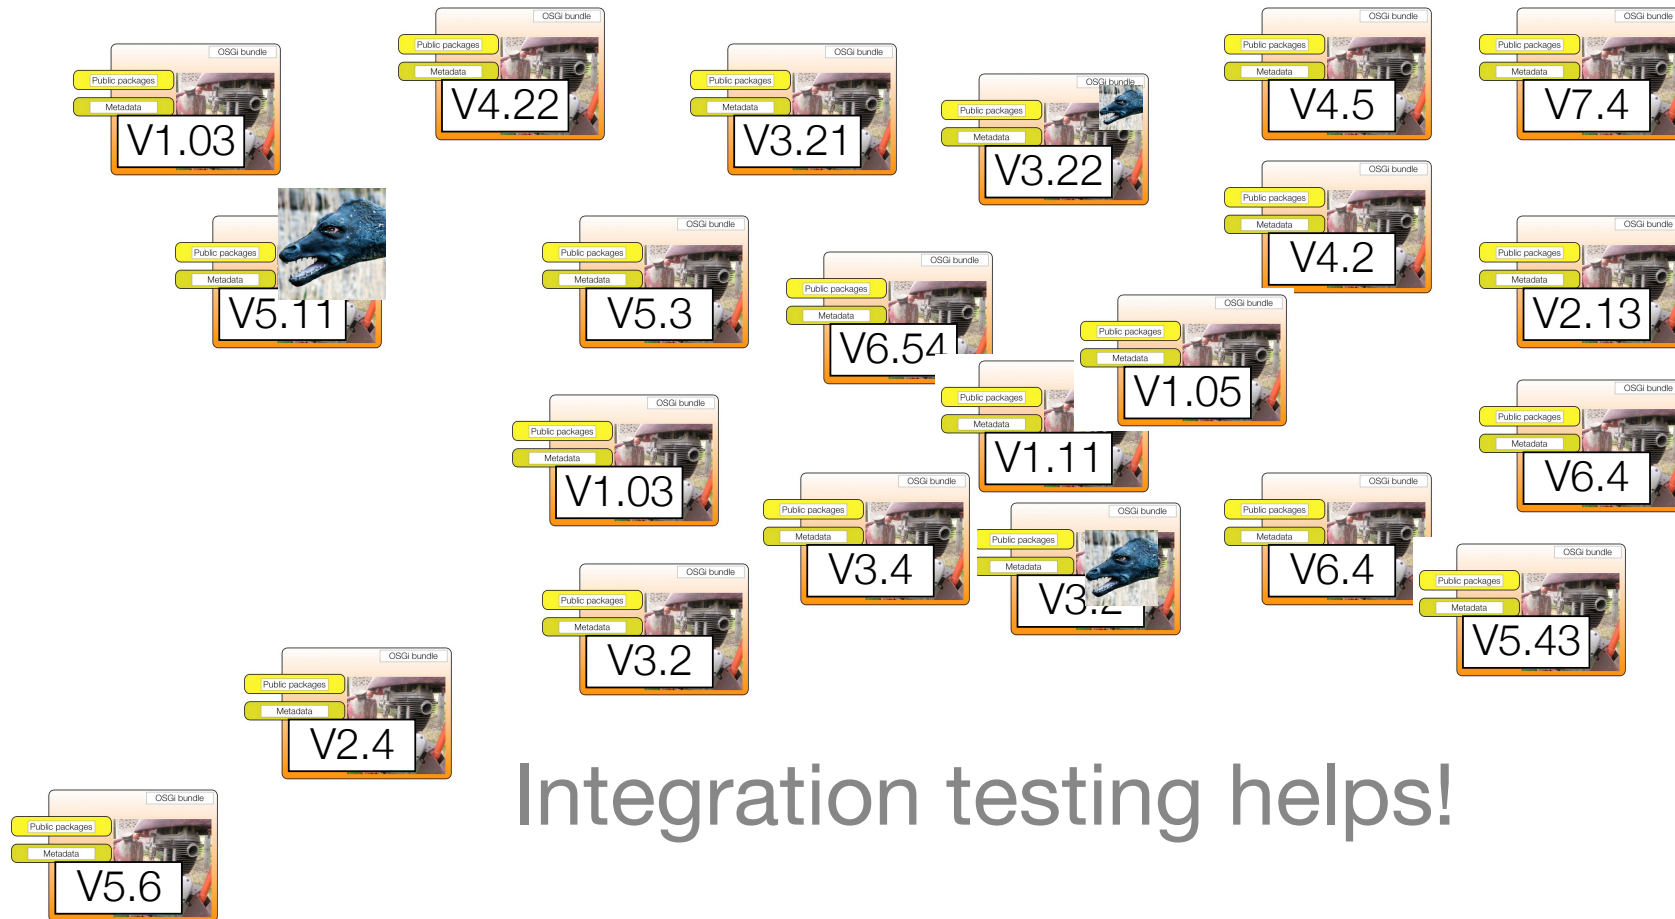 OSGi bundle
Public packages
Metadata
V1.03
OSGi bundle
Public packages
Metadata
V4.22
OSGi bundle
Public packages
Metadata
V3.21
OSGi bundle
Public packages
Metadata
V3.22
OSGi bundle
Public packages
Metadata
V4.5
OSGi bundle
Public packages
Metadata
V7.4
Public packages
Metadata
V5.11
OSGi bundle
Public packages
Metadata
V5.3
OSGi bundle
Public packages
Metadata
V6.54
OSGi bundle
Public packages
Metadata
V4.2
OSGi bundle
Public packages
Metadata
V1.05
OSGi bundle
Public packages
Metadata
V2.13
OSGi bundle
Public packages
Metadata
V1.03
Public packages
Metadata
V1.11
OSGi bundle
Public packages
Metadata
V6.4
OSGi bundle
Public packages
Metadata
V3.4
OSGi bundle
Public packages
Metadata
V3.2
OSGi bundle
Public packages
Metadata
V6.4
OSGi bundle
Public packages
Metadata
V5.43
OSGi bundle
Public packages
Metadata
V3.2
OSGi bundle
Public packages
Metadata
V2.4
Integration testing helps!
OSGi bundle
Public packages
Metadata
V5.6